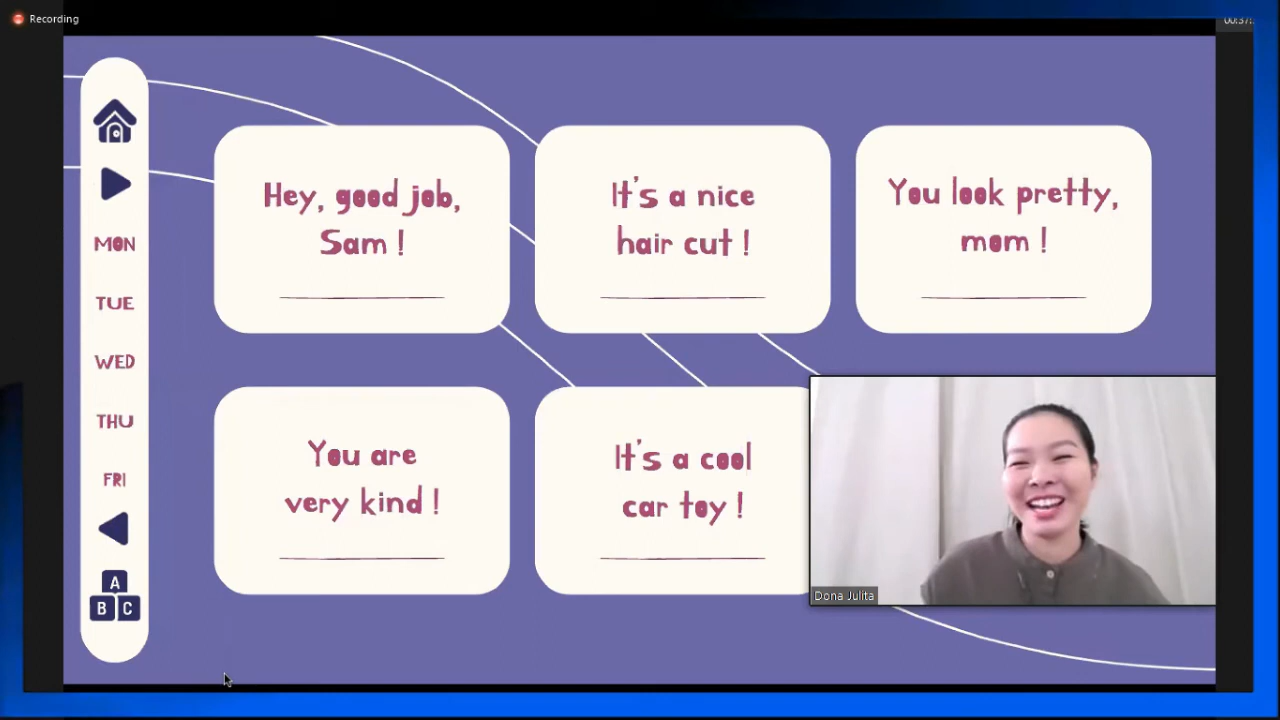 Recording
MON
TUE
WED
THU
FRI
A
B C
Hey, good job,
Sam !
It's a nice
hair cut !
You look pretty,
mom !
You are
very kind !
It's a cool
car toy !
Dona Julita